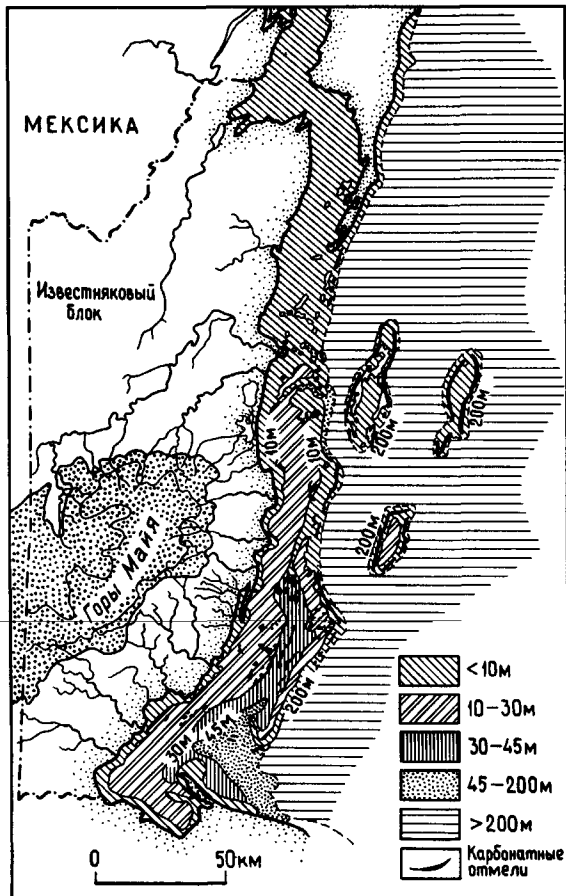 МЕКСИКА
Известняковый
блок
10м
10м
200м
200м
200м
Горы Майя
200м
45м
<10м
10–30м
30–45м
45–200м
>200м
Карбонатные
отмели
0 50км